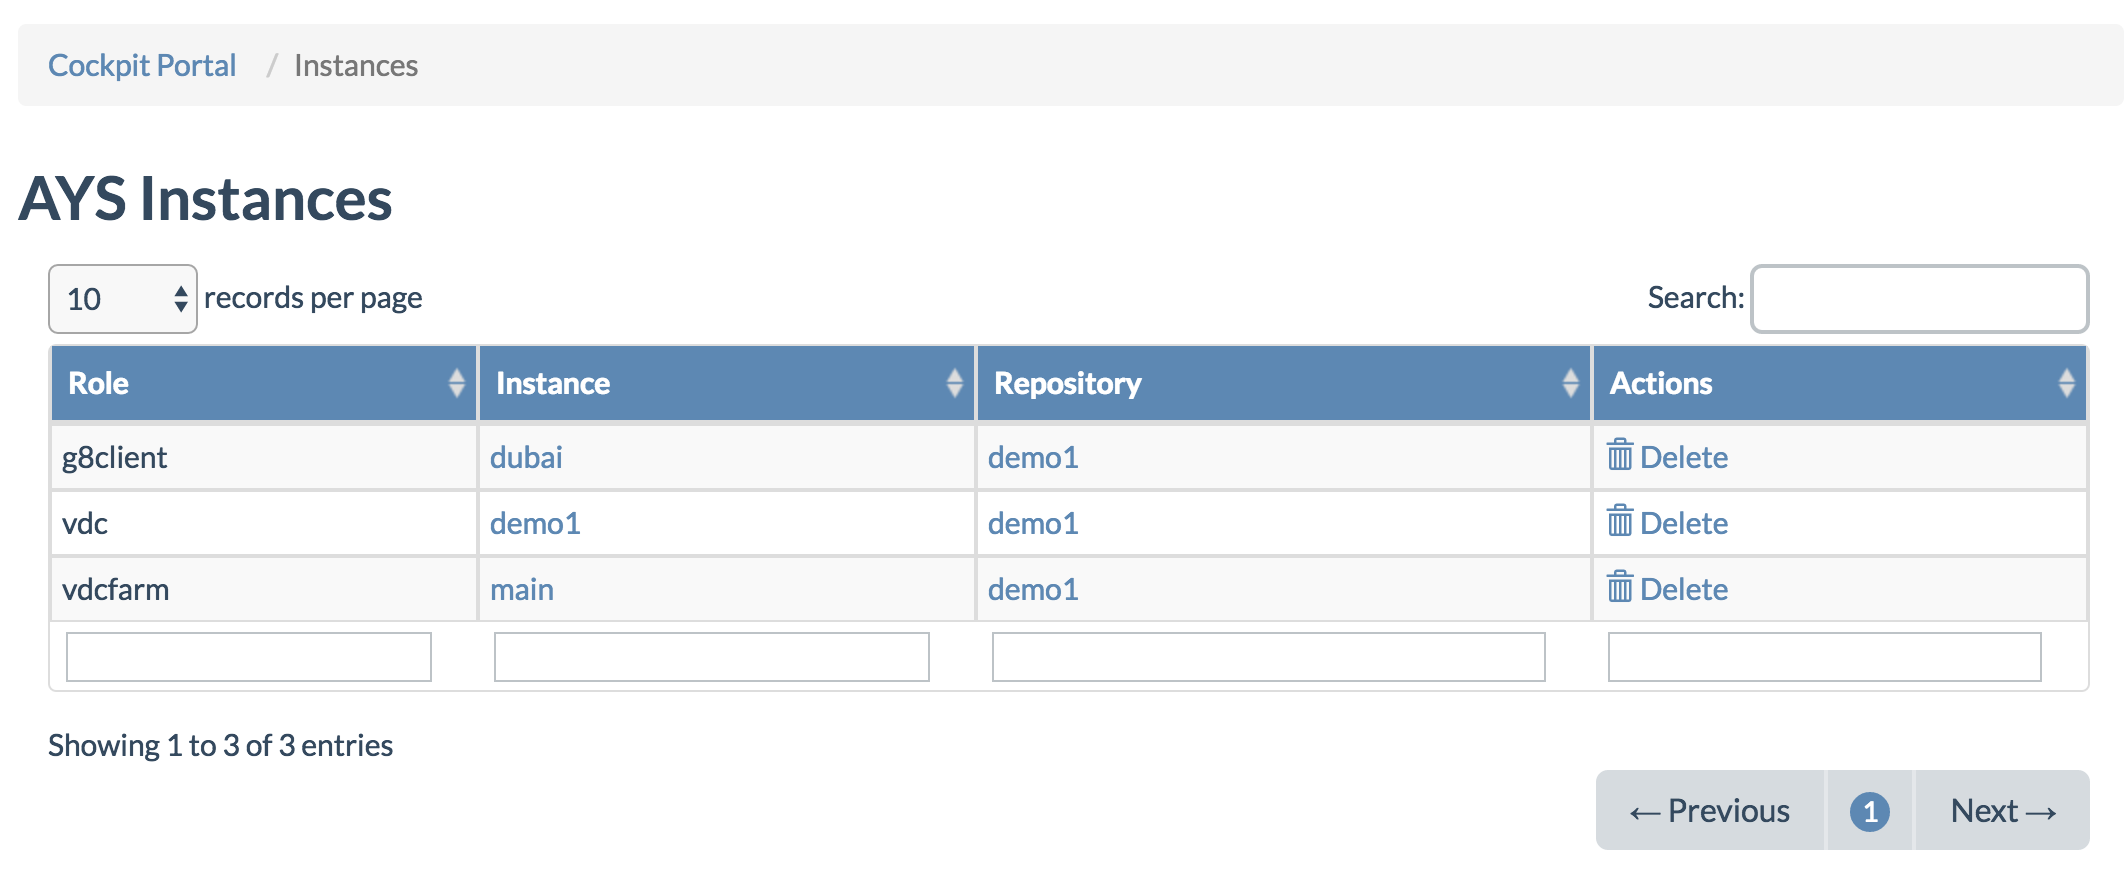 Cockpit Portal / Instances
AYS Instances
10 records per page Search:
Role Instance Repository Actions
g8client dubai demo1 Delete
vdc demo1 demo1 Delete
vdcfarm main demo1 Delete
Showing 1 to 3 of 3 entries
← Previous 1 Next →